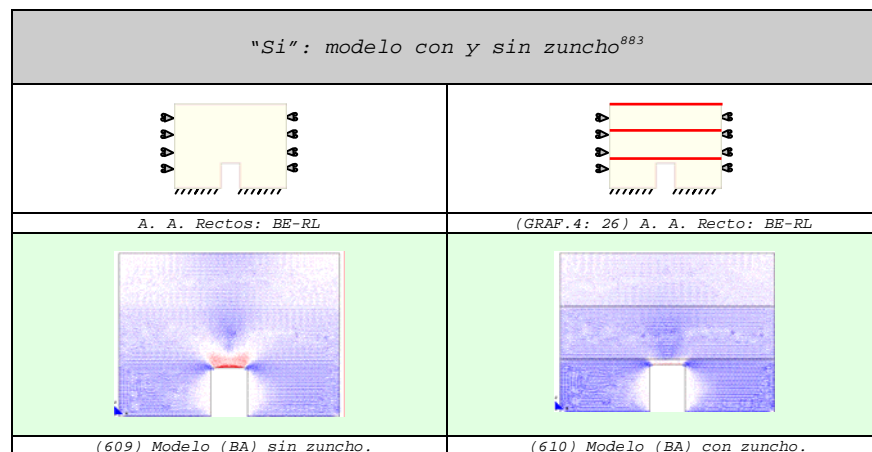 "Si": modelo con y sin zuncho883
A. A. Rectos: BE-RL
(GRAF.4: 26) A. A. Recto: BE-RL
(609) Modelo (BA) sin zuncho.
(610) Modelo (BA) con zuncho.